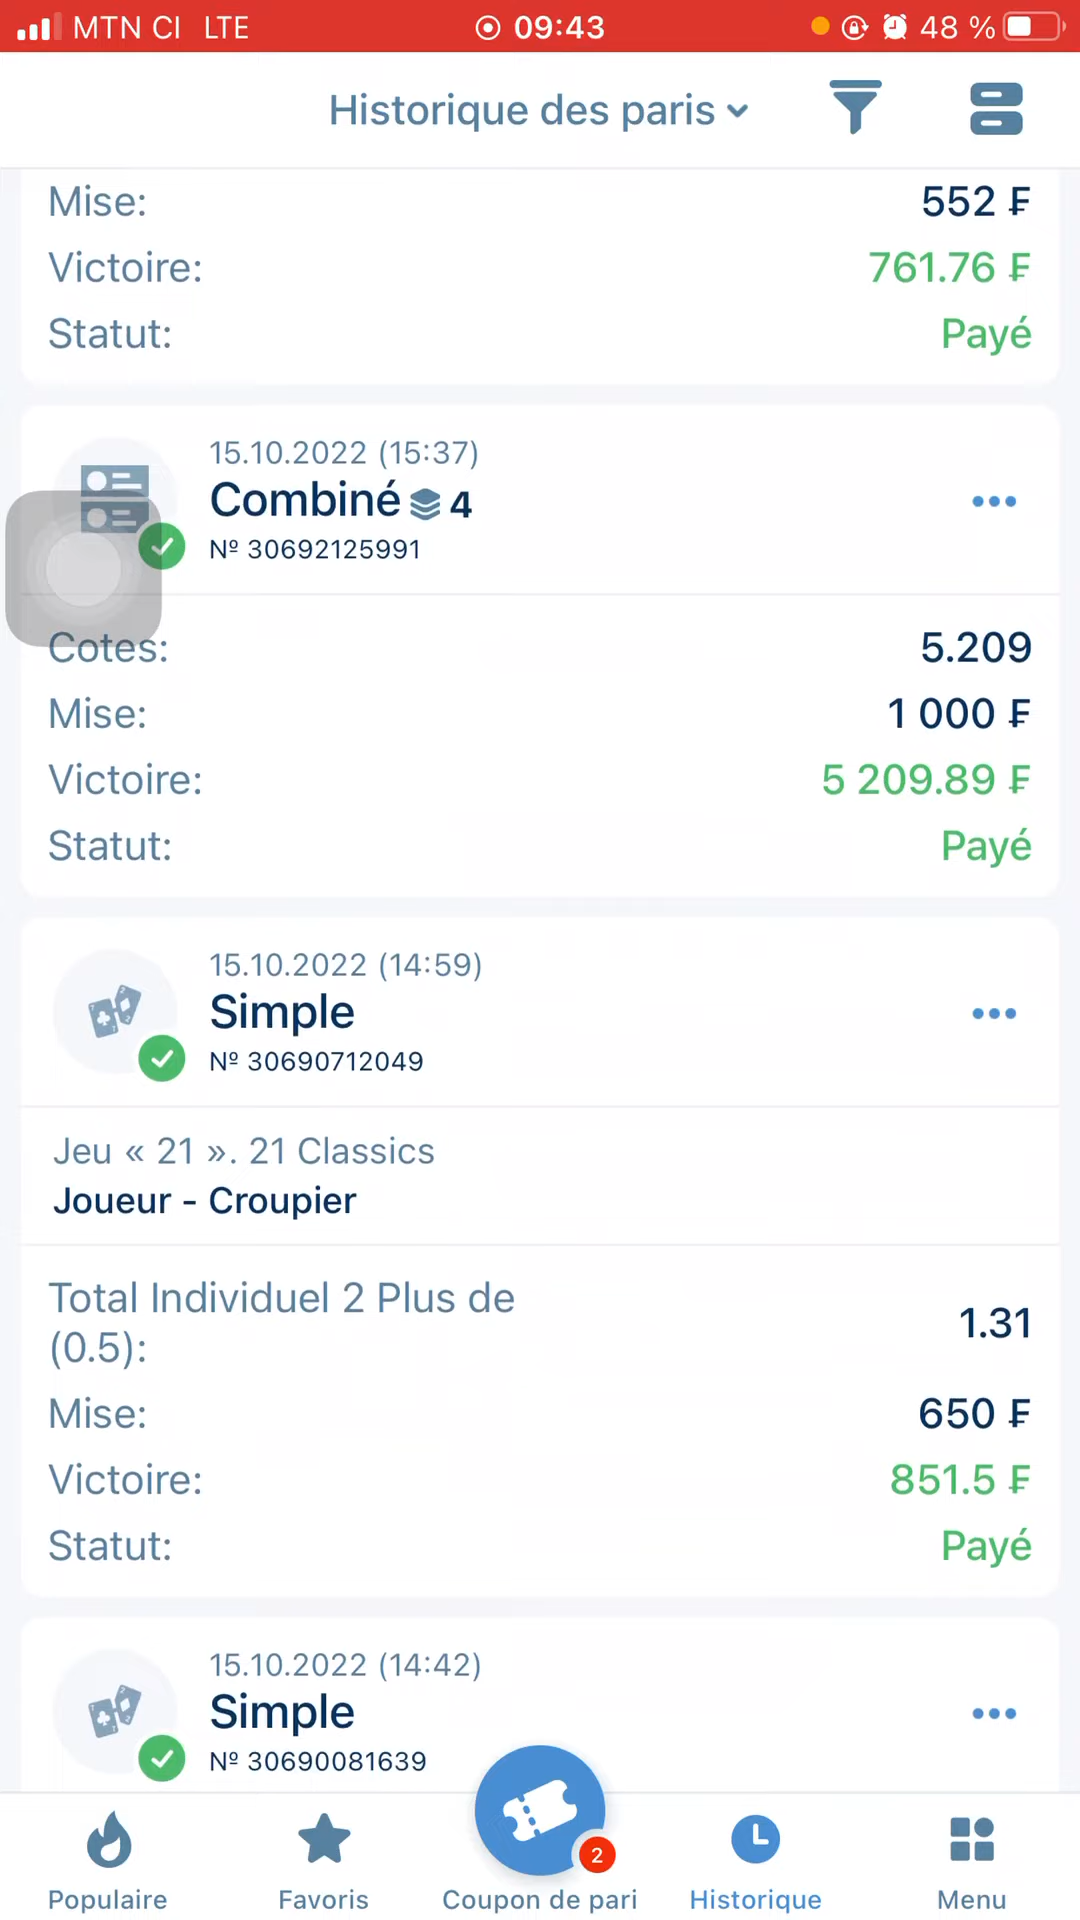 MTN CI LTE 09:43 48 %
Historique des paris
Mise: 552 ₣
Victoire: 761.76 ₣
Statut: Payé
15.10.2022 (15:37)
Combiné 4
Nº 30692125991
Cotes: 5.209
Mise: 1 000 ₣
Victoire: 5 209.89 ₣
Statut: Payé
15.10.2022 (14:59)
Simple
Nº 30690712049
Jeu « 21 ». 21 Classics
Joueur - Croupier
Total Individuel 2 Plus de
(0.5): 1.31
Mise: 650 ₣
Victoire: 851.5 ₣
Statut: Payé
15.10.2022 (14:42)
Simple
Nº 30690081639
2
Populaire Favoris Coupon de pari Historique Menu